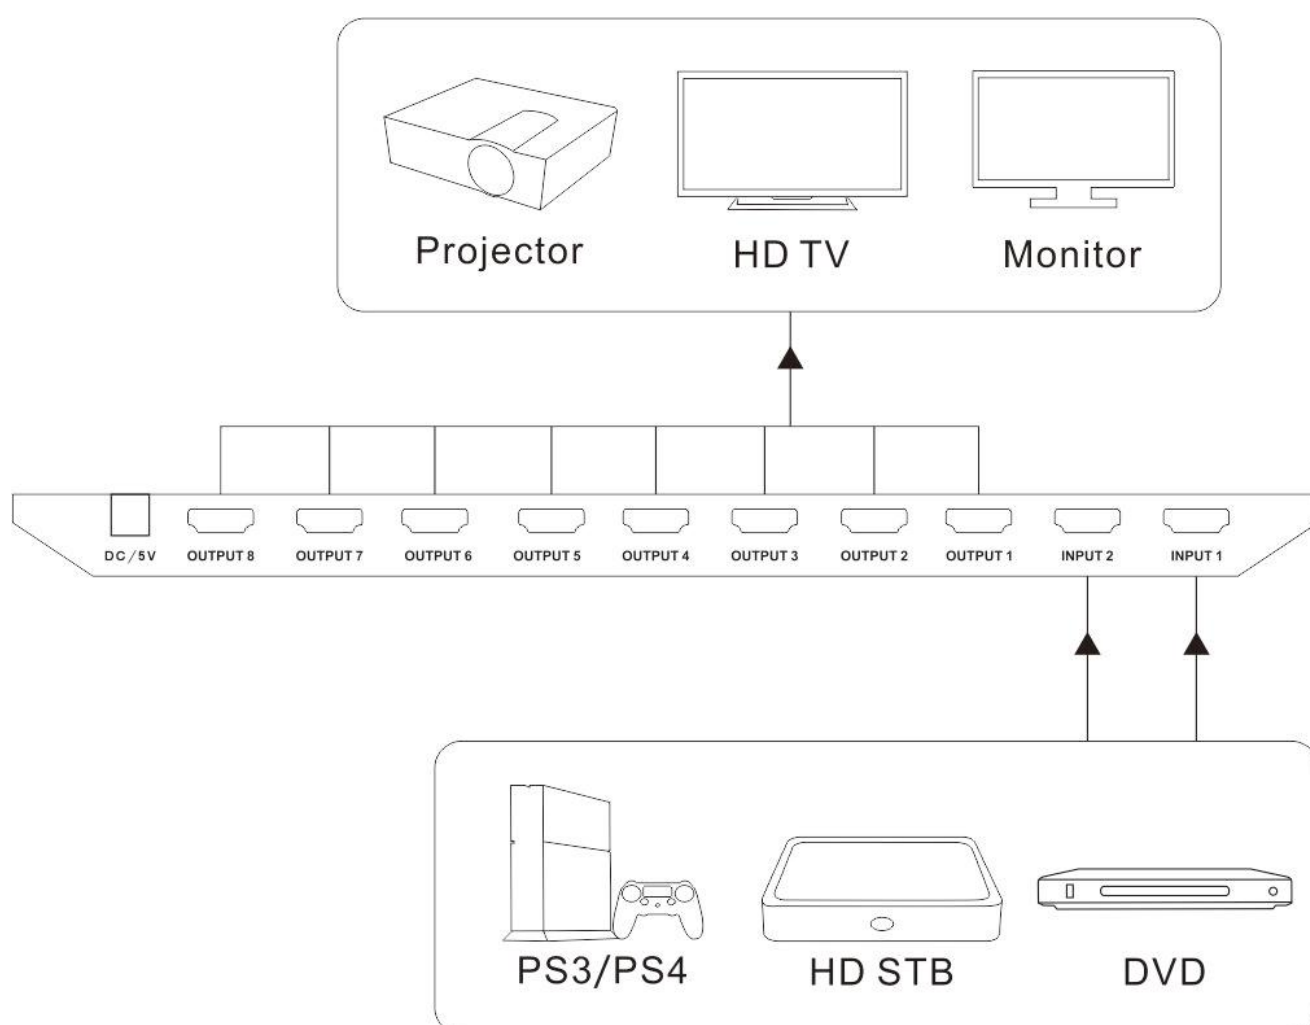 Projector HD TV Monitor
DC/5V OUTPUT 8 OUTPUT 7 OUTPUT 6 OUTPUT 5 OUTPUT 4 OUTPUT 3 OUTPUT 2 OUTPUT 1 INPUT 2 INPUT 1
PS3/PS4 HD STB DVD